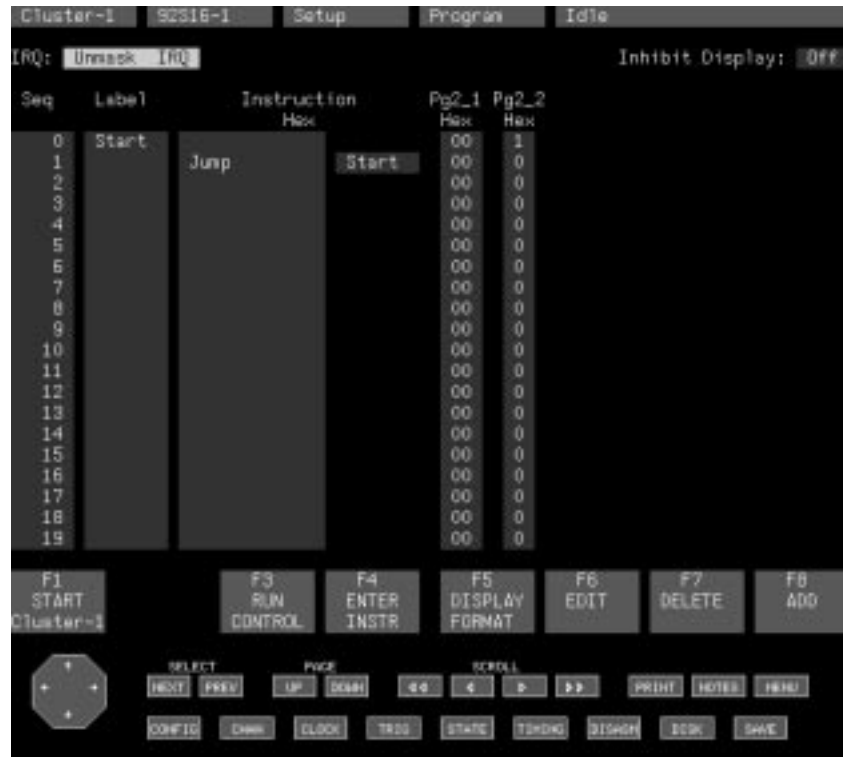 Cluster-1 92S16-1 Setup Program Idle
IRQ: Unmask IRQ Inhibit Display: Off
Seq Label Instruction Pg2_1 Pg2_2
Hex Hex Hex
0 Start 00 1
1 Jump Start 00 0
2 00 0
3 00 0
4 00 0
5 00 0
6 00 0
7 00 0
8 00 0
9 00 0
10 00 0
11 00 0
12 00 0
13 00 0
14 00 0
15 00 0
16 00 0
17 00 0
18 00 0
19 00 0
F1 F3 F4 F5 F6 F7 F8
START RUN ENTER DISPLAY EDIT DELETE ADD
Cluster-1 CONTROL INSTR FORMAT
SELECT PAGE SCROLL
NEXT PREV UP DOWN PRINT NOTES MENU
CONFIG CHAN CLOCK TRIG STATE TIMING DISASM DISK SAVE